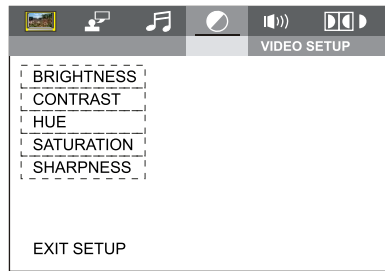 VIDEO SETUP
BRIGHTNESS
CONTRAST
HUE
SATURATION
SHARPNESS
EXIT SETUP